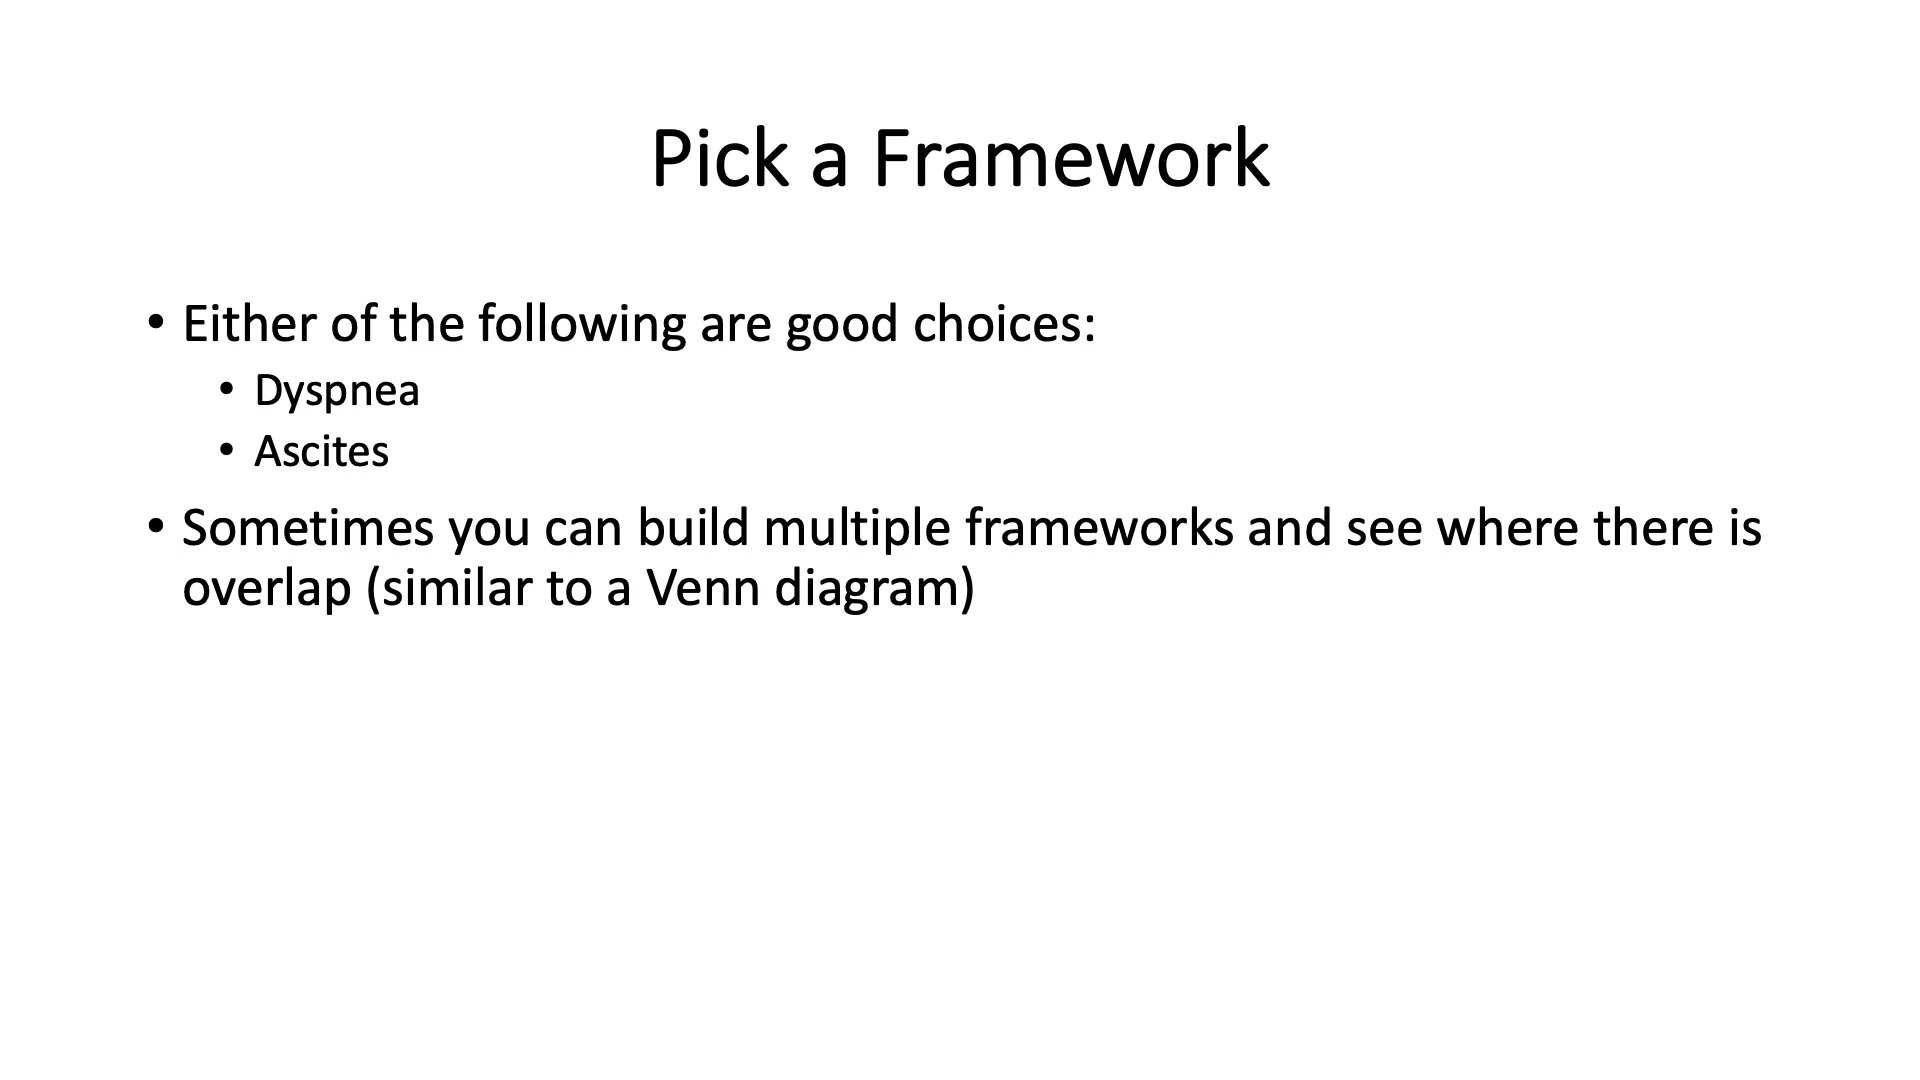 Pick a Framework
• Either of the following are good choices:
• Dyspnea
• Ascites
• Sometimes you can build multiple frameworks and see where there is
overlap (similar to a Venn diagram)